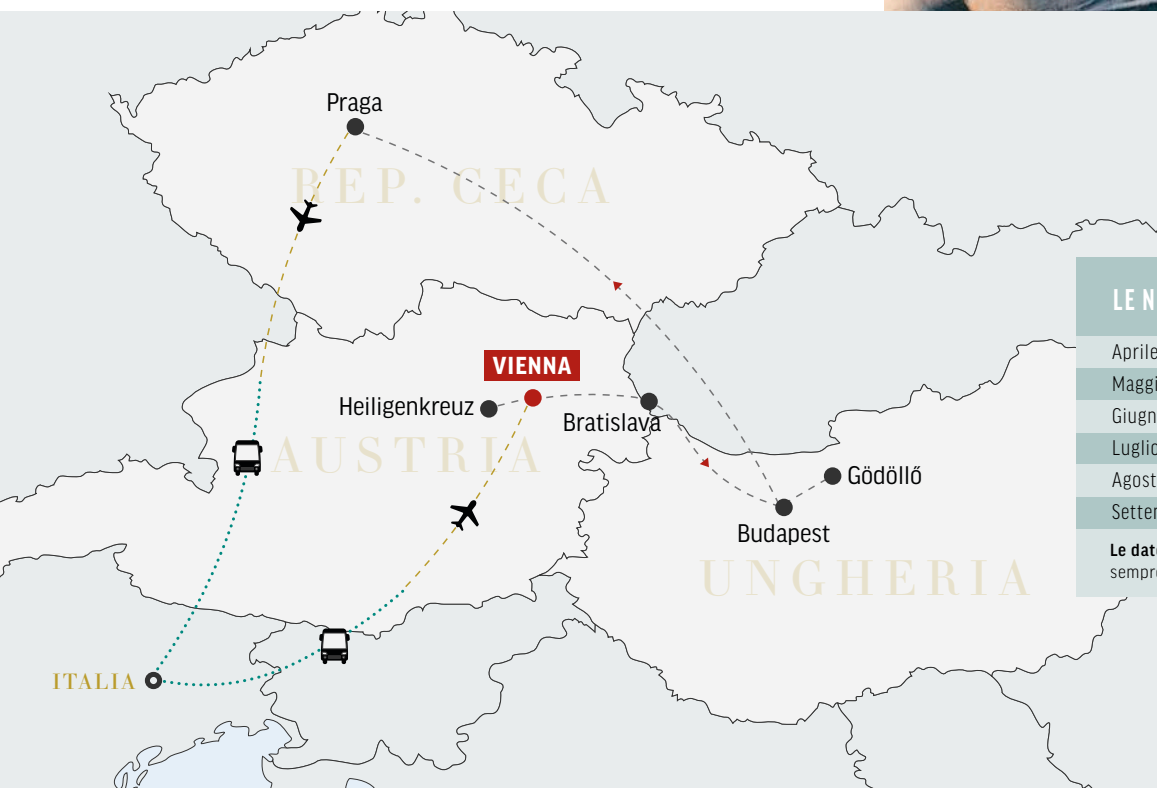 Praga
REP. CECA
VIENNA
Heiligenkreuz
Bratislava
AUSTRIA
Gödöllő
Budapest
UNGHERIA
ITALIA
LE N
Aprile
Maggi
Giugn
Luglio
Agost
Setter
Le dat
sempre